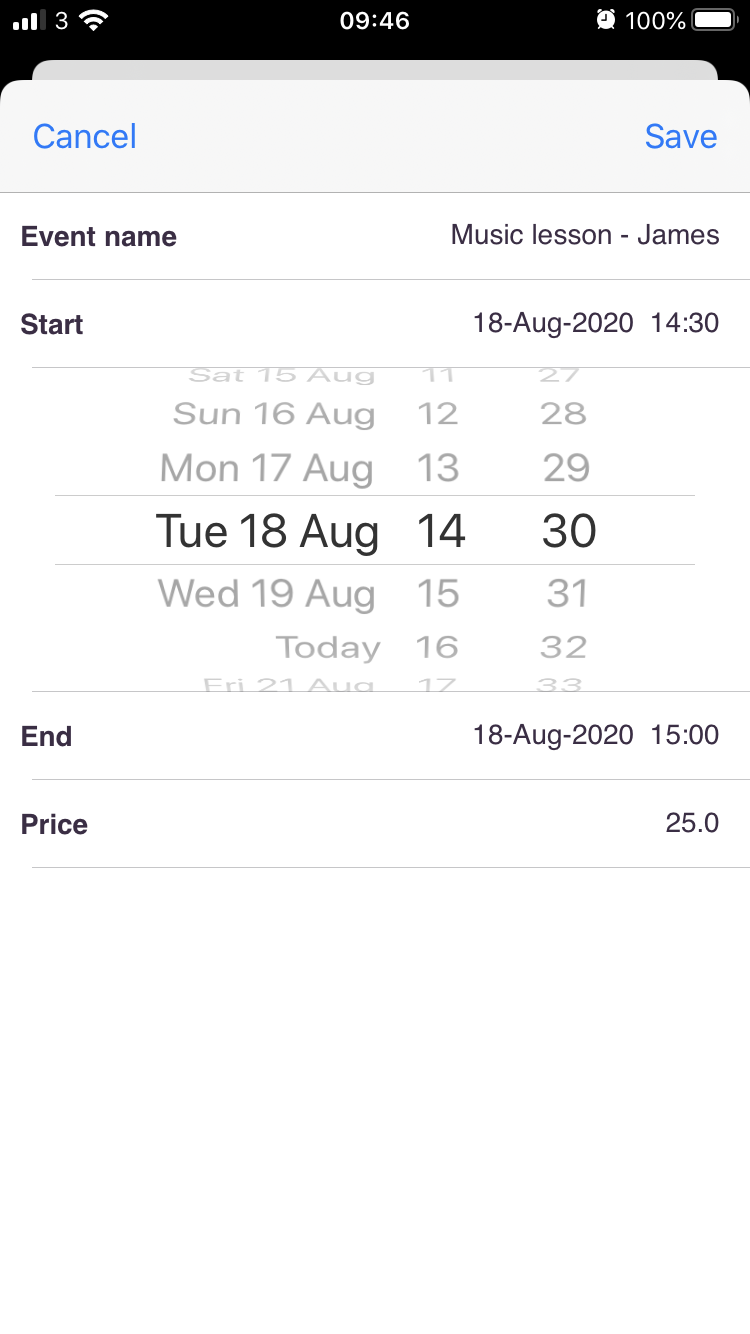 3 09:46 100%
Cancel Save
Event name Music lesson - James
Start 18-Aug-2020 14:30
Sat 15 Aug 11 27
Sun 16 Aug 12 28
Mon 17 Aug 13 29
Tue 18 Aug 14 30
Wed 19 Aug 15 31
Today 16 32
Fri 21 Aug 17 33
End 18-Aug-2020 15:00
Price 25.0